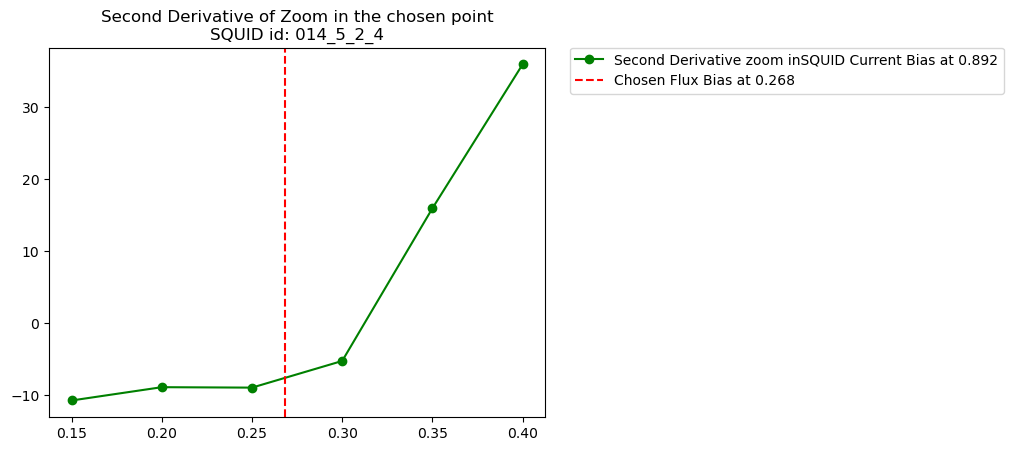 Second Derivative of Zoom in the chosen point
SQUID id: 014_5_2_4
Second Derivative zoom inSQUID Current Bias at 0.892
Chosen Flux Bias at 0.268
30
20
10
0
−10
0.15 0.20 0.25 0.30 0.35 0.40